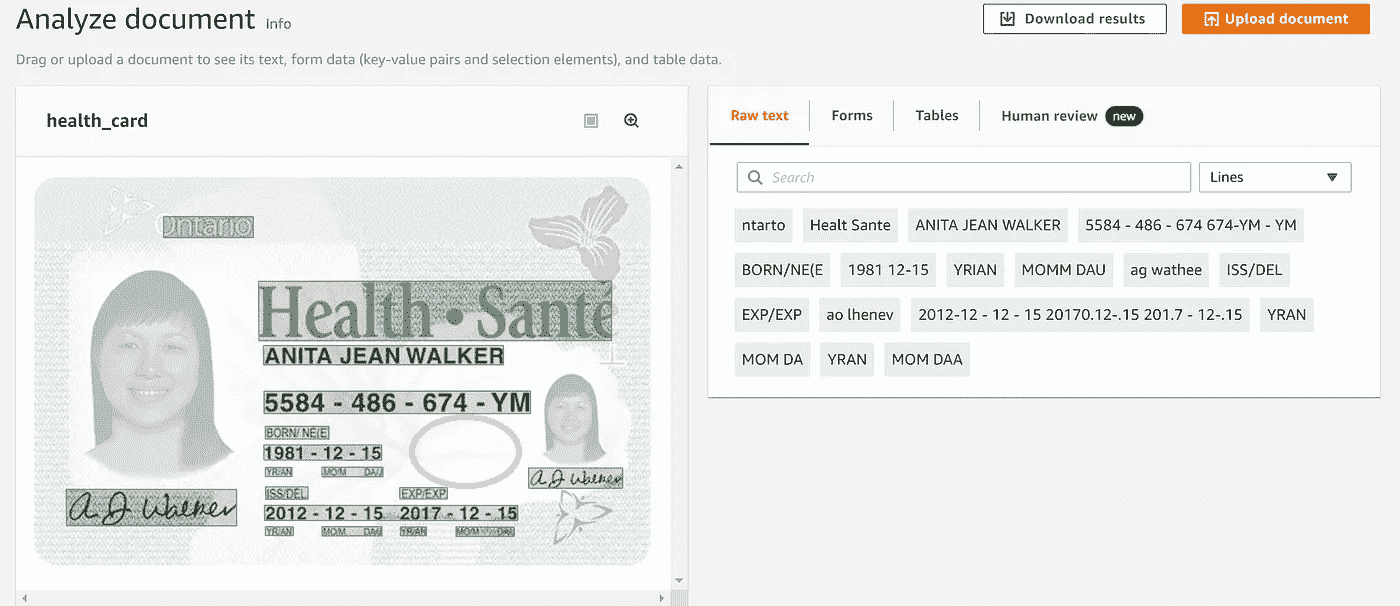 Analyze document Info
Download results
Upload document
Drag or upload a document to see its text, form data (key-value pairs and selection elements), and table data.
health_card
Ontario
Health • Santé
ANITA JEAN WALKER
5584 - 486 - 674 - YM
BORN/NE(E
1981 - 12 - 15
YR/AN MO/M DA/J
A J Walker
ISS/DEL EXP/EXP
A J Walker
2012 - 12 - 15 2017 - 12 - 15
YR/AN MO/M DA/J YR/AN MO/M DA/J
Raw text Forms Tables Human review new
Search
Lines
ntarto Healt Sante ANITA JEAN WALKER 5584 - 486 - 674 674-YM - YM
BORN/NE(E 1981 12-15 YRIAN MOMM DAU ag wathee ISS/DEL
EXP/EXP ao lhenev 2012-12 - 12 - 15 20170.12-.15 201.7 - 12-.15 YRAN
MOM DA YRAN MOM DAA